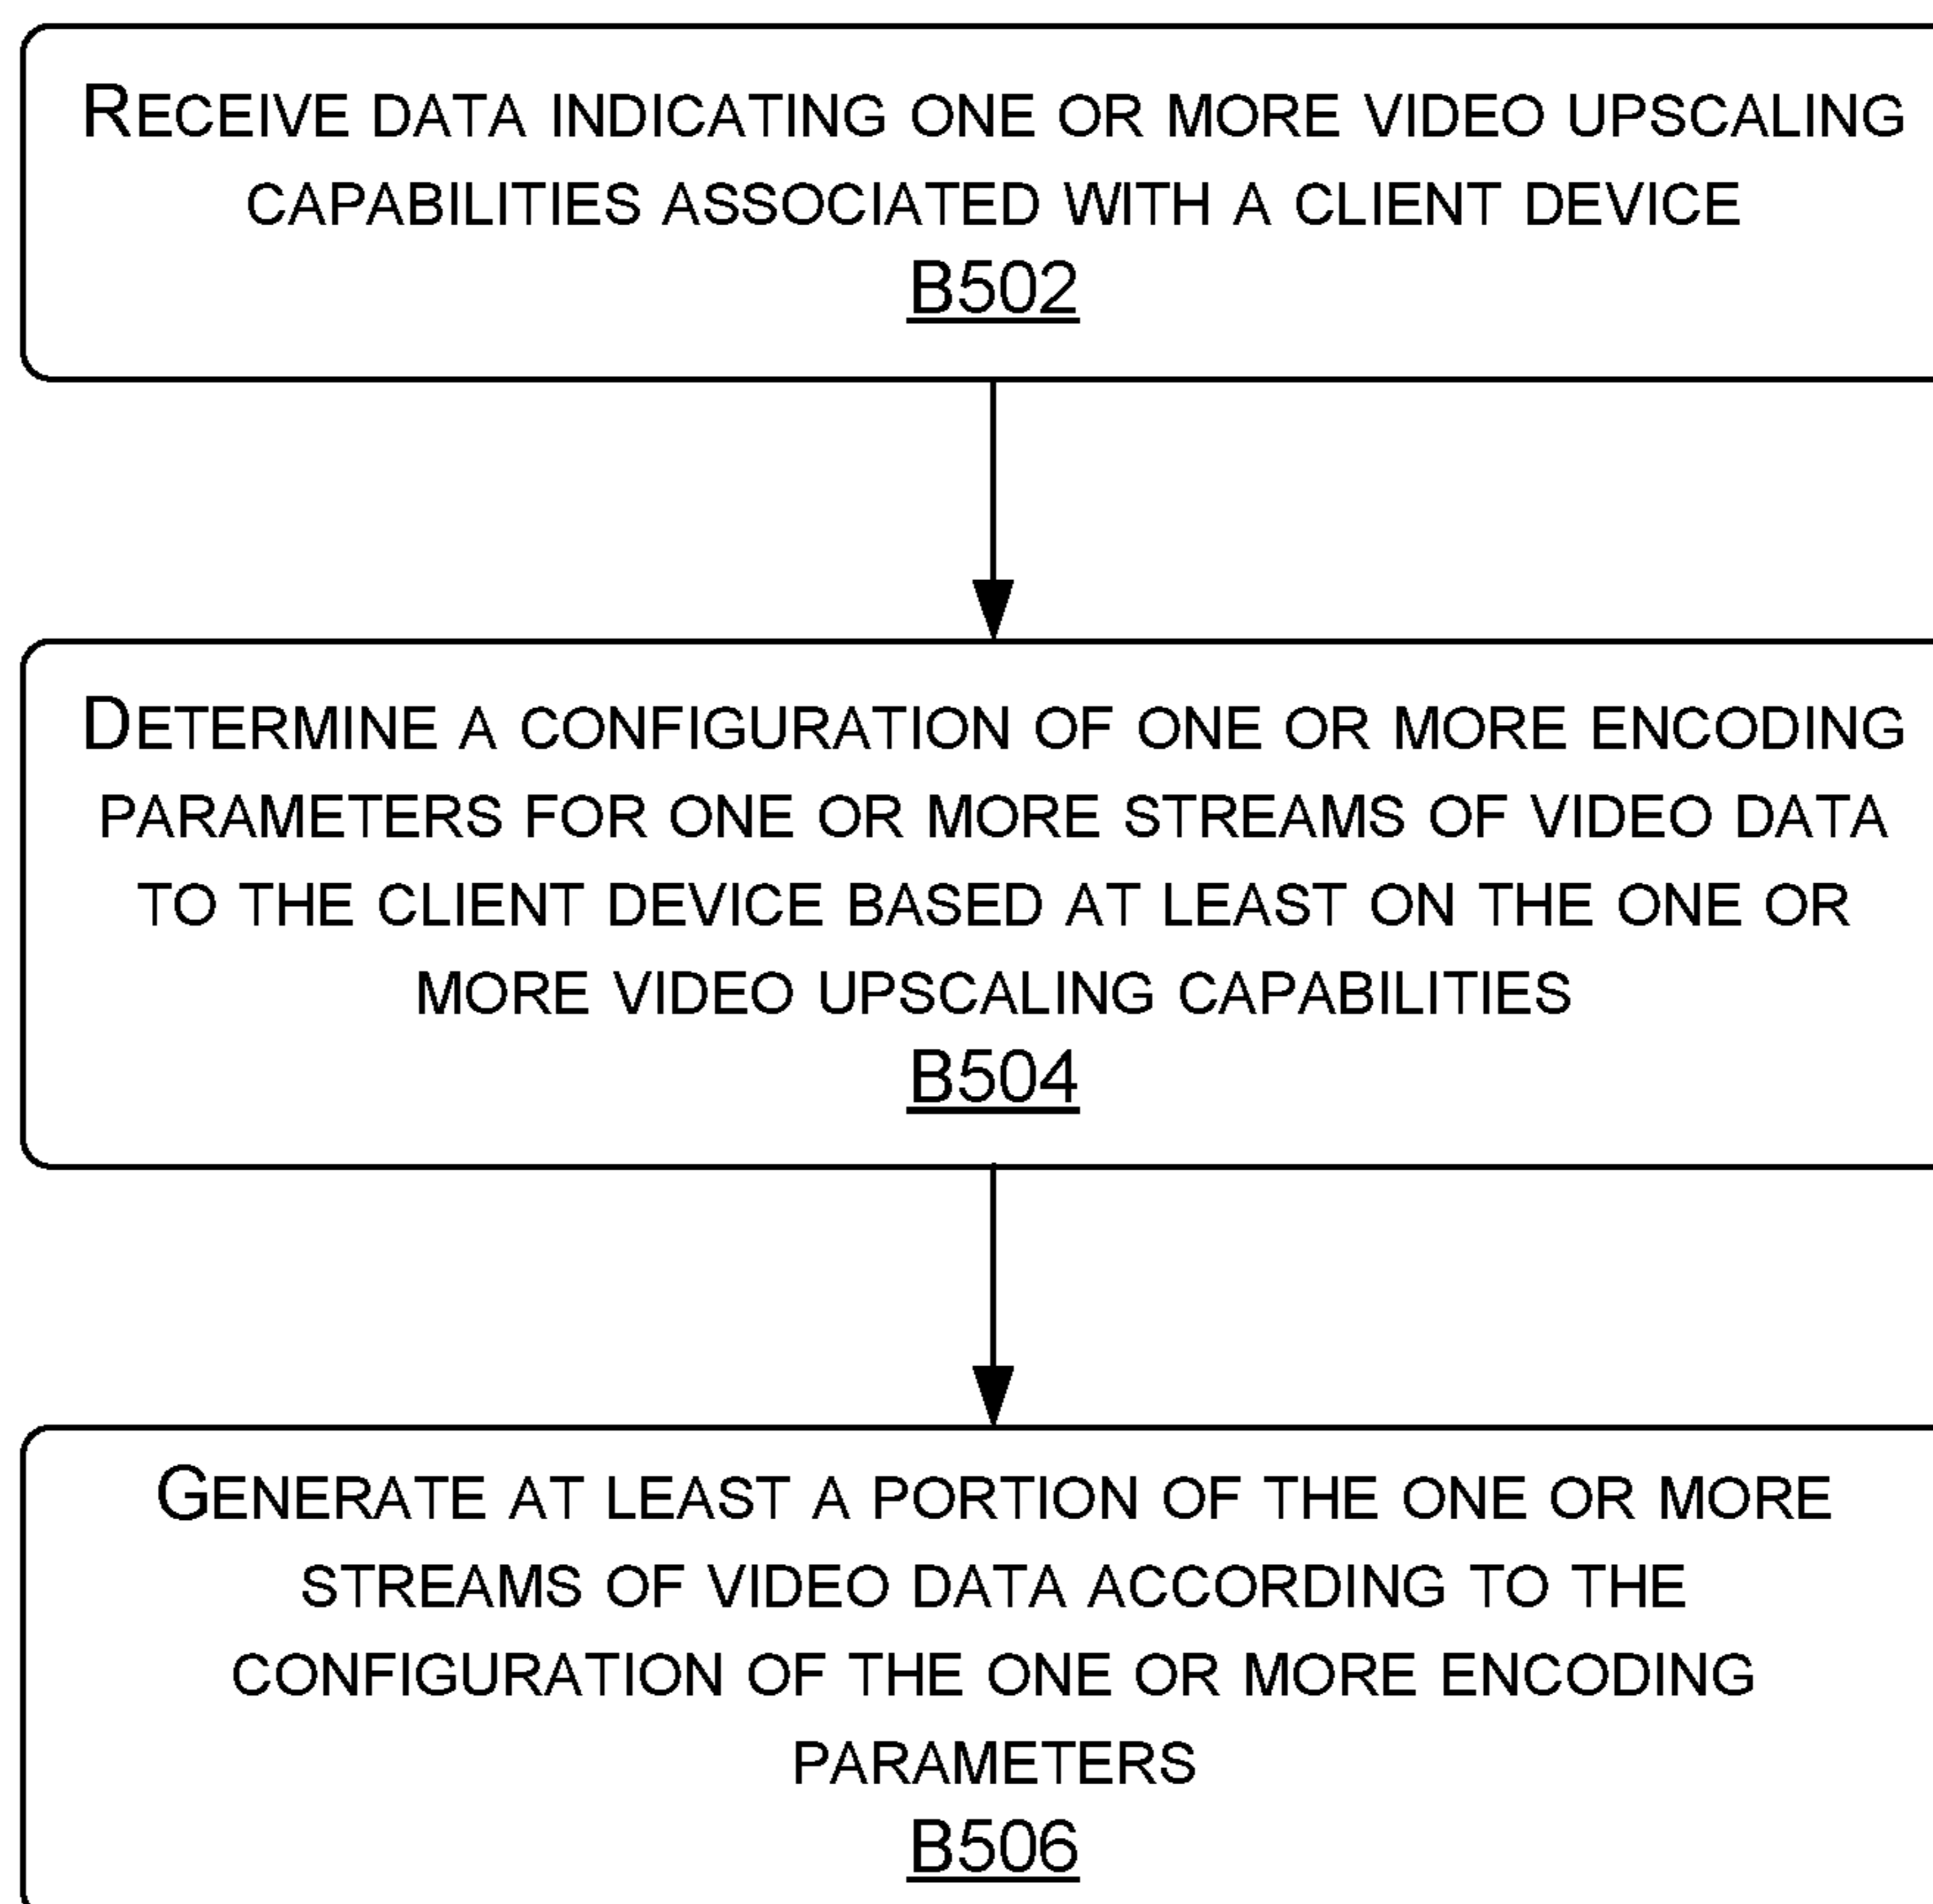 RECEIVE DATA INDICATING ONE OR MORE VIDEO UPSCALING
CAPABILITIES ASSOCIATED WITH A CLIENT DEVICE
B502
DETERMINE A CONFIGURATION OF ONE OR MORE ENCODING
PARAMETERS FOR ONE OR MORE STREAMS OF VIDEO DATA
TO THE CLIENT DEVICE BASED AT LEAST ON THE ONE OR
MORE VIDEO UPSCALING CAPABILITIES
B504
GENERATE AT LEAST A PORTION OF THE ONE OR MORE
STREAMS OF VIDEO DATA ACCORDING TO THE
CONFIGURATION OF THE ONE OR MORE ENCODING
PARAMETERS
B506